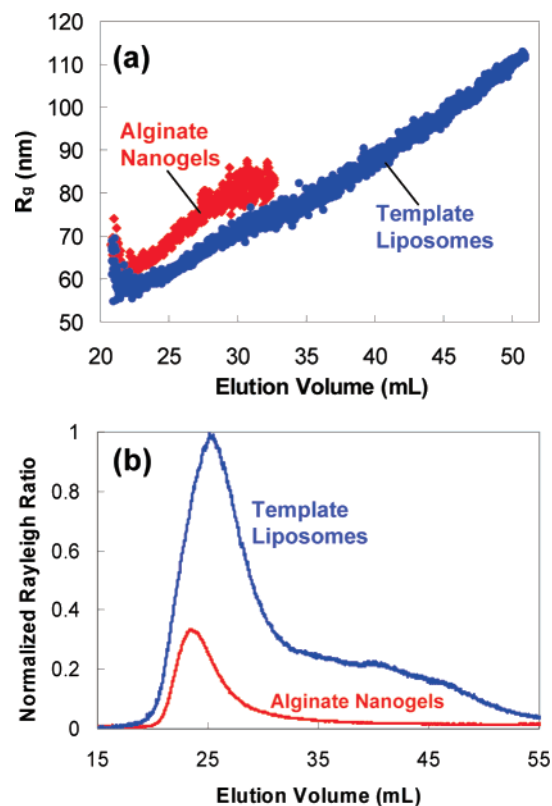 (a)
120
110
100
90
80
70
60
50
Rg (nm)
Alginate
Nanogels
Template
Liposomes
20 25 30 35 40 45 50
Elution Volume (mL)
(b)
1
0.8
0.6
0.4
0.2
0
Normalized Rayleigh Ratio
Template
Liposomes
Alginate Nanogels
15 25 35 45 55
Elution Volume (mL)